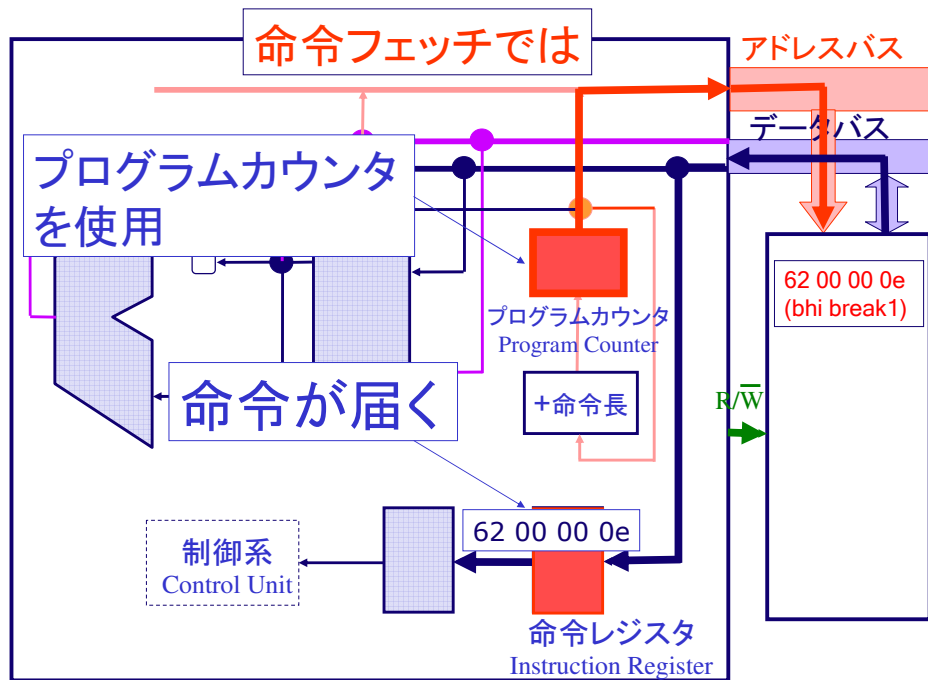 命令フェッチでは
アドレスバス
データバス
プログラムカウンタ
を使用
62 00 00 0e
(bhi break1)
プログラムカウンタ
Program Counter
命令が届く
+命令長
R/W̅
62 00 00 0e
制御系
Control Unit
命令レジスタ
Instruction Register